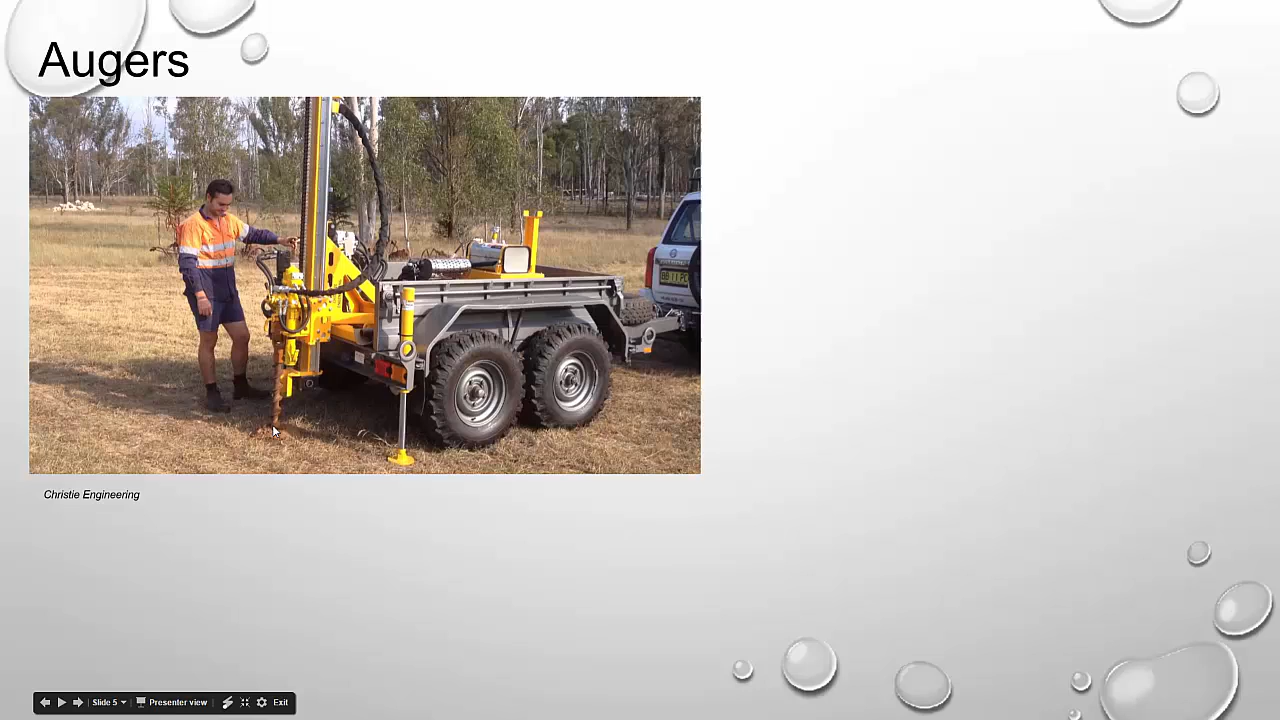 Augers
Christie Engineering
Slide 5
Presenter view
Exit